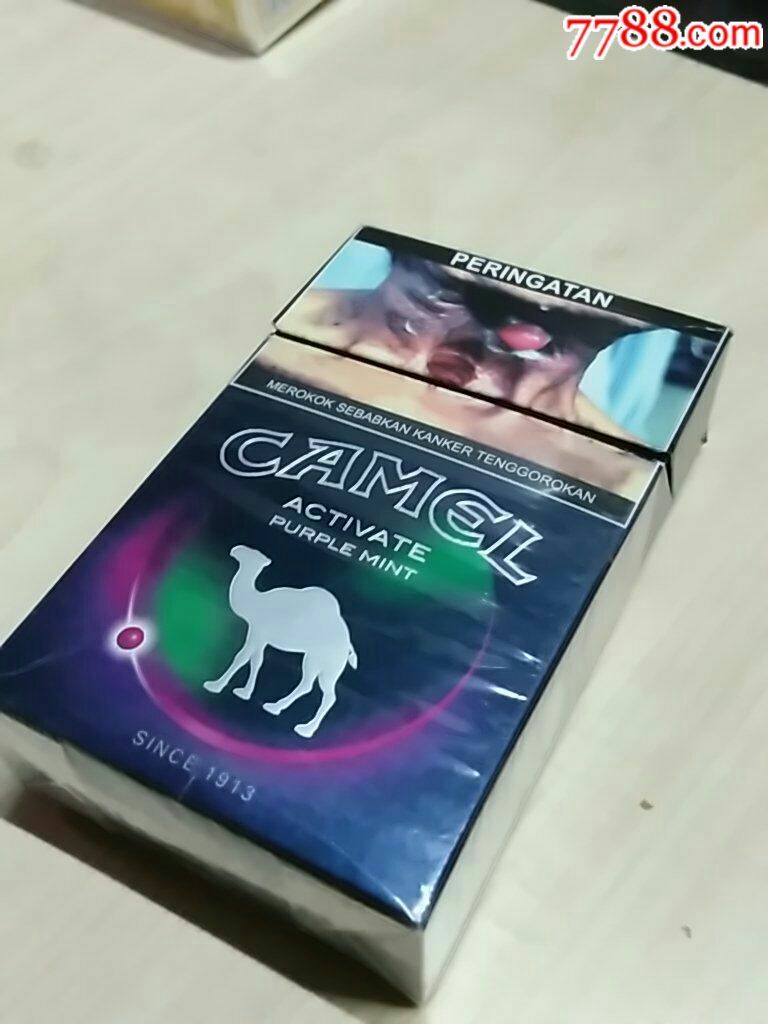 7788.com
PERINGATAN
MEROKOK SEBABKAN KANKER TENGGOROKAN
CAMEL
ACTIVATE
PURPLE MINT
SINCE 1913